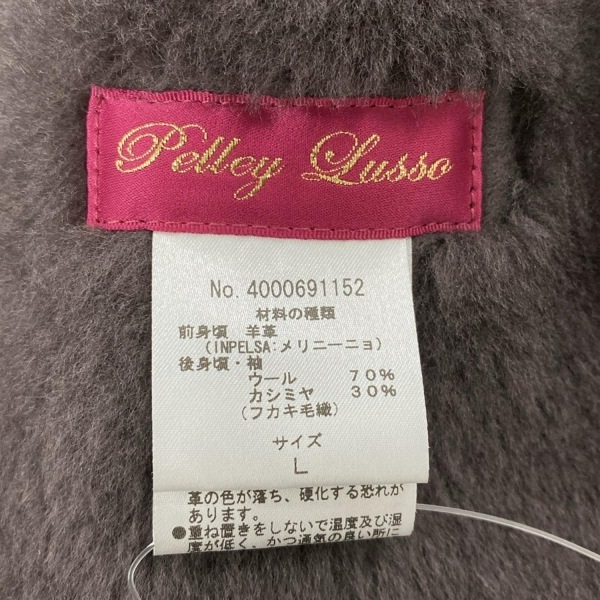 Pelley Lusso
No. 4000691152
材料の種類
前身頃 羊革
(INPELSA:メリニーニョ)
後身頃・袖
ウール 70%
カシミヤ 30%
(フカキ毛織)
サイズ
L
革の色が落ち、硬化する恐れが
あります。
●重ね置きをしないで温度及び湿
度が低く、かつ通気の良い所に